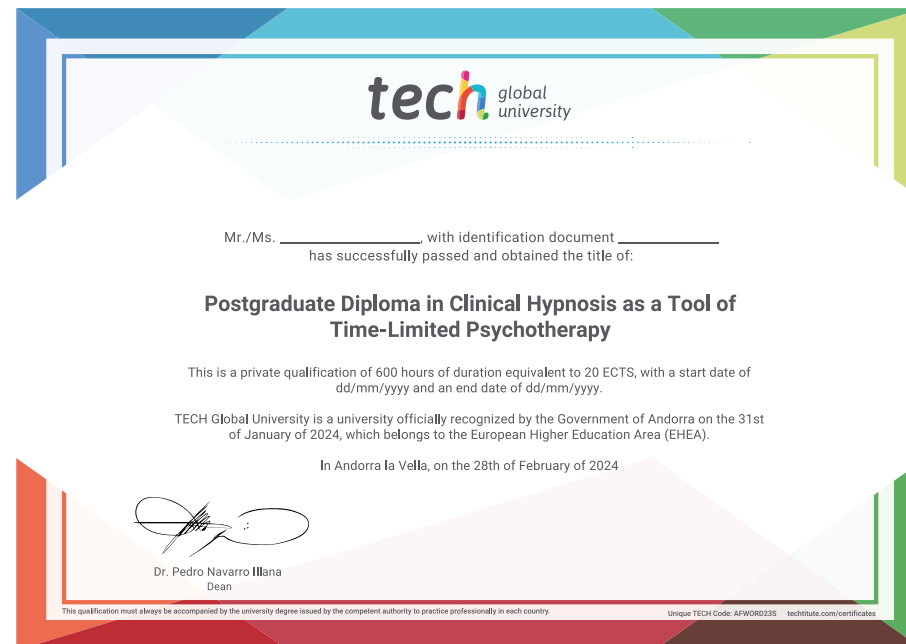 tech global
university
Mr./Ms. ____________, with identification document ____________
has successfully passed and obtained the title of:
Postgraduate Diploma in Clinical Hypnosis as a Tool of
Time-Limited Psychotherapy
This is a private qualification of 600 hours of duration equivalent to 20 ECTS, with a start date of
dd/mm/yyyy and an end date of dd/mm/yyyy.
TECH Global University is a university officially recognized by the Government of Andorra on the 31st
of January of 2024, which belongs to the European Higher Education Area (EHEA).
In Andorra la Vella, on the 28th of February of 2024
Dr. Pedro Navarro Illana
Dean
This qualification must always be accompanied by the university degree issued by the competent authority to practice professionally in each country.
Unique TECH Code: AFWORD23S techtitute.com/certificates